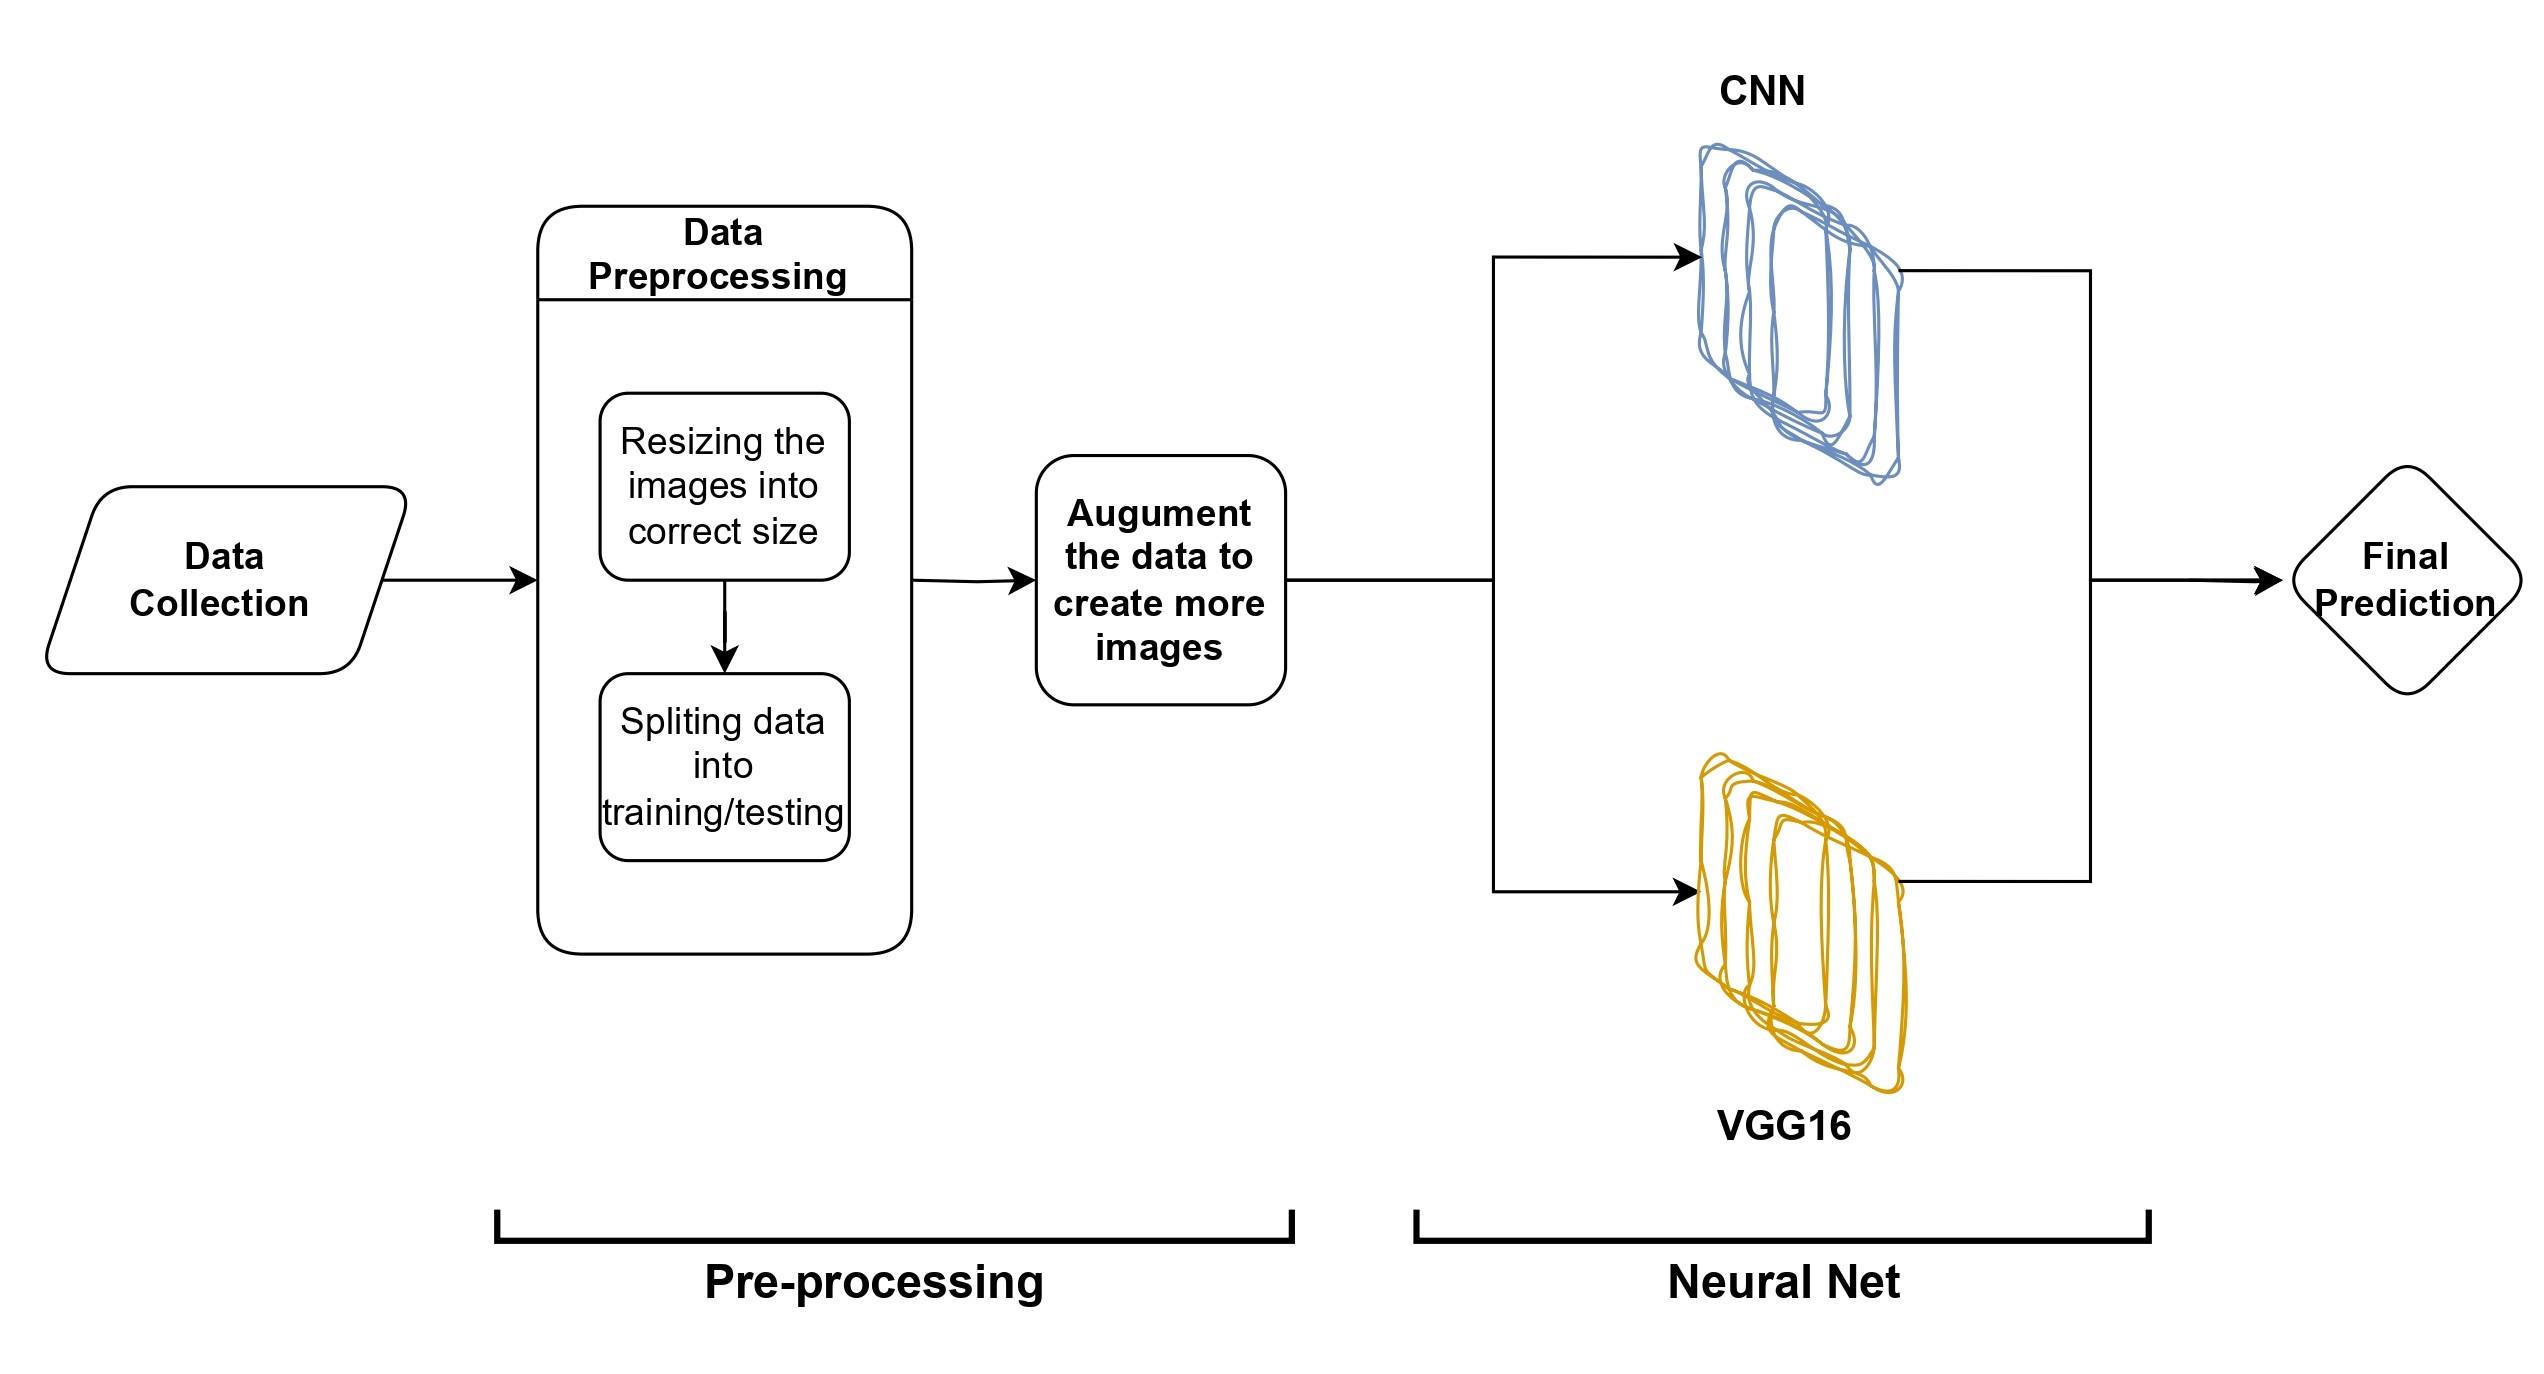 Data
Collection
Data
Preprocessing
Resizing the
images into
correct size
Spliting data
into
training/testing
Augument
the data to
create more
images
CNN
VGG16
Final
Prediction
Pre-processing
Neural Net